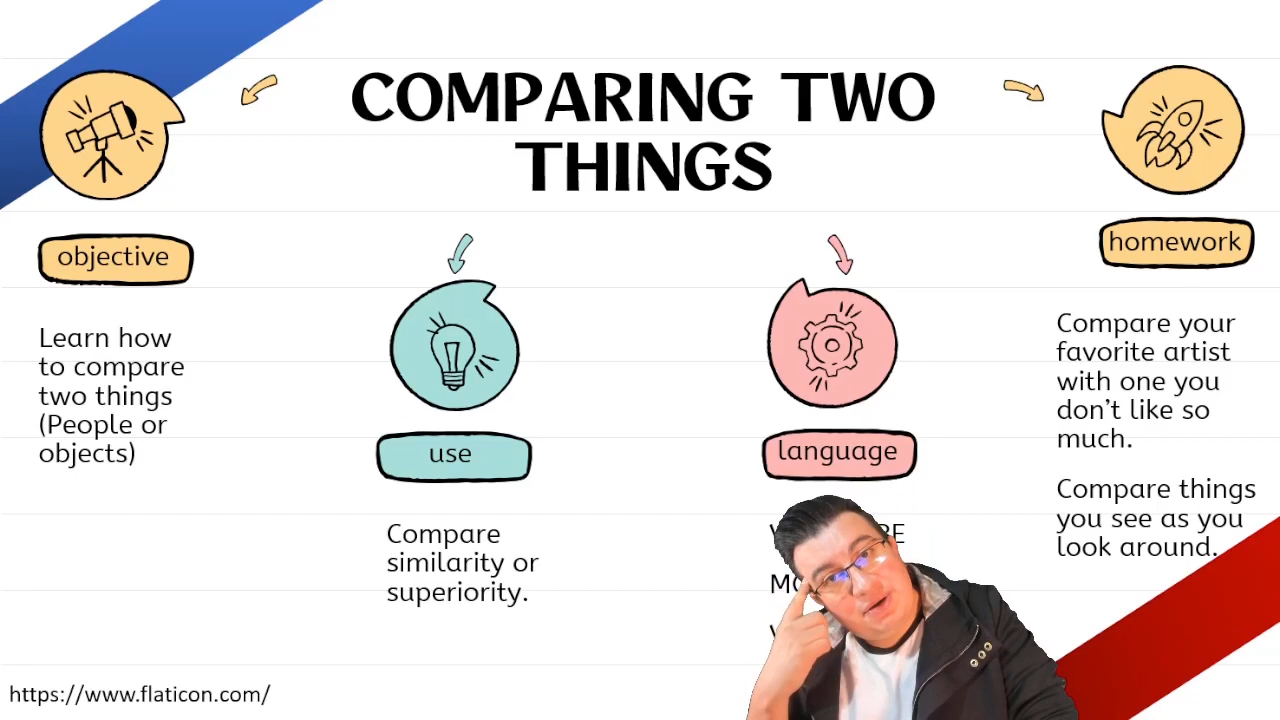 COMPARING TWO
THINGS
objective
Learn how
to compare
two things
(People or
objects)
use
Compare
similarity or
superiority.
language
homework
Compare your
favorite artist
with one you
don’t like so
much.
Compare things
you see as you
look around.
https://www.flaticon.com/